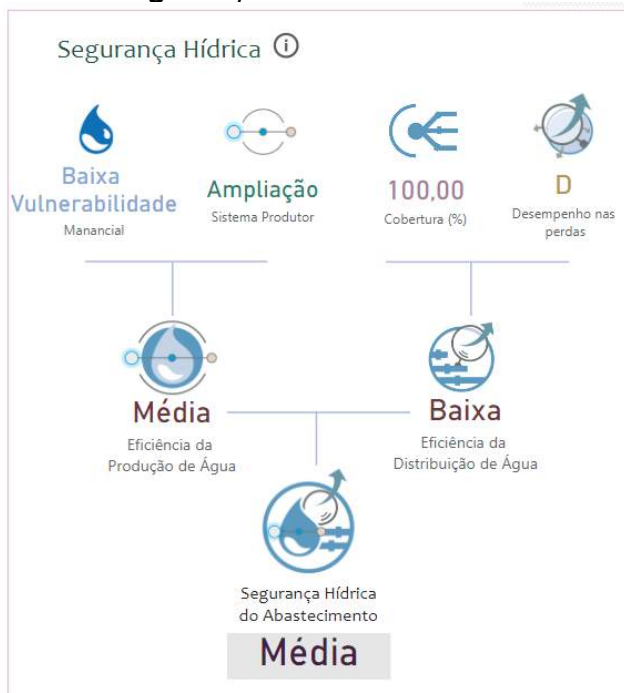 Segurança Hídrica i
Baixa
Vulnerabilidade
Manancial
Ampliação
Sistema Produtor
100,00
Cobertura (%)
D
Desempenho nas
perdas
Média
Eficiência da
Produção de Água
Baixa
Eficiência da
Distribuição de Água
Segurança Hídrica
do Abastecimento
Média